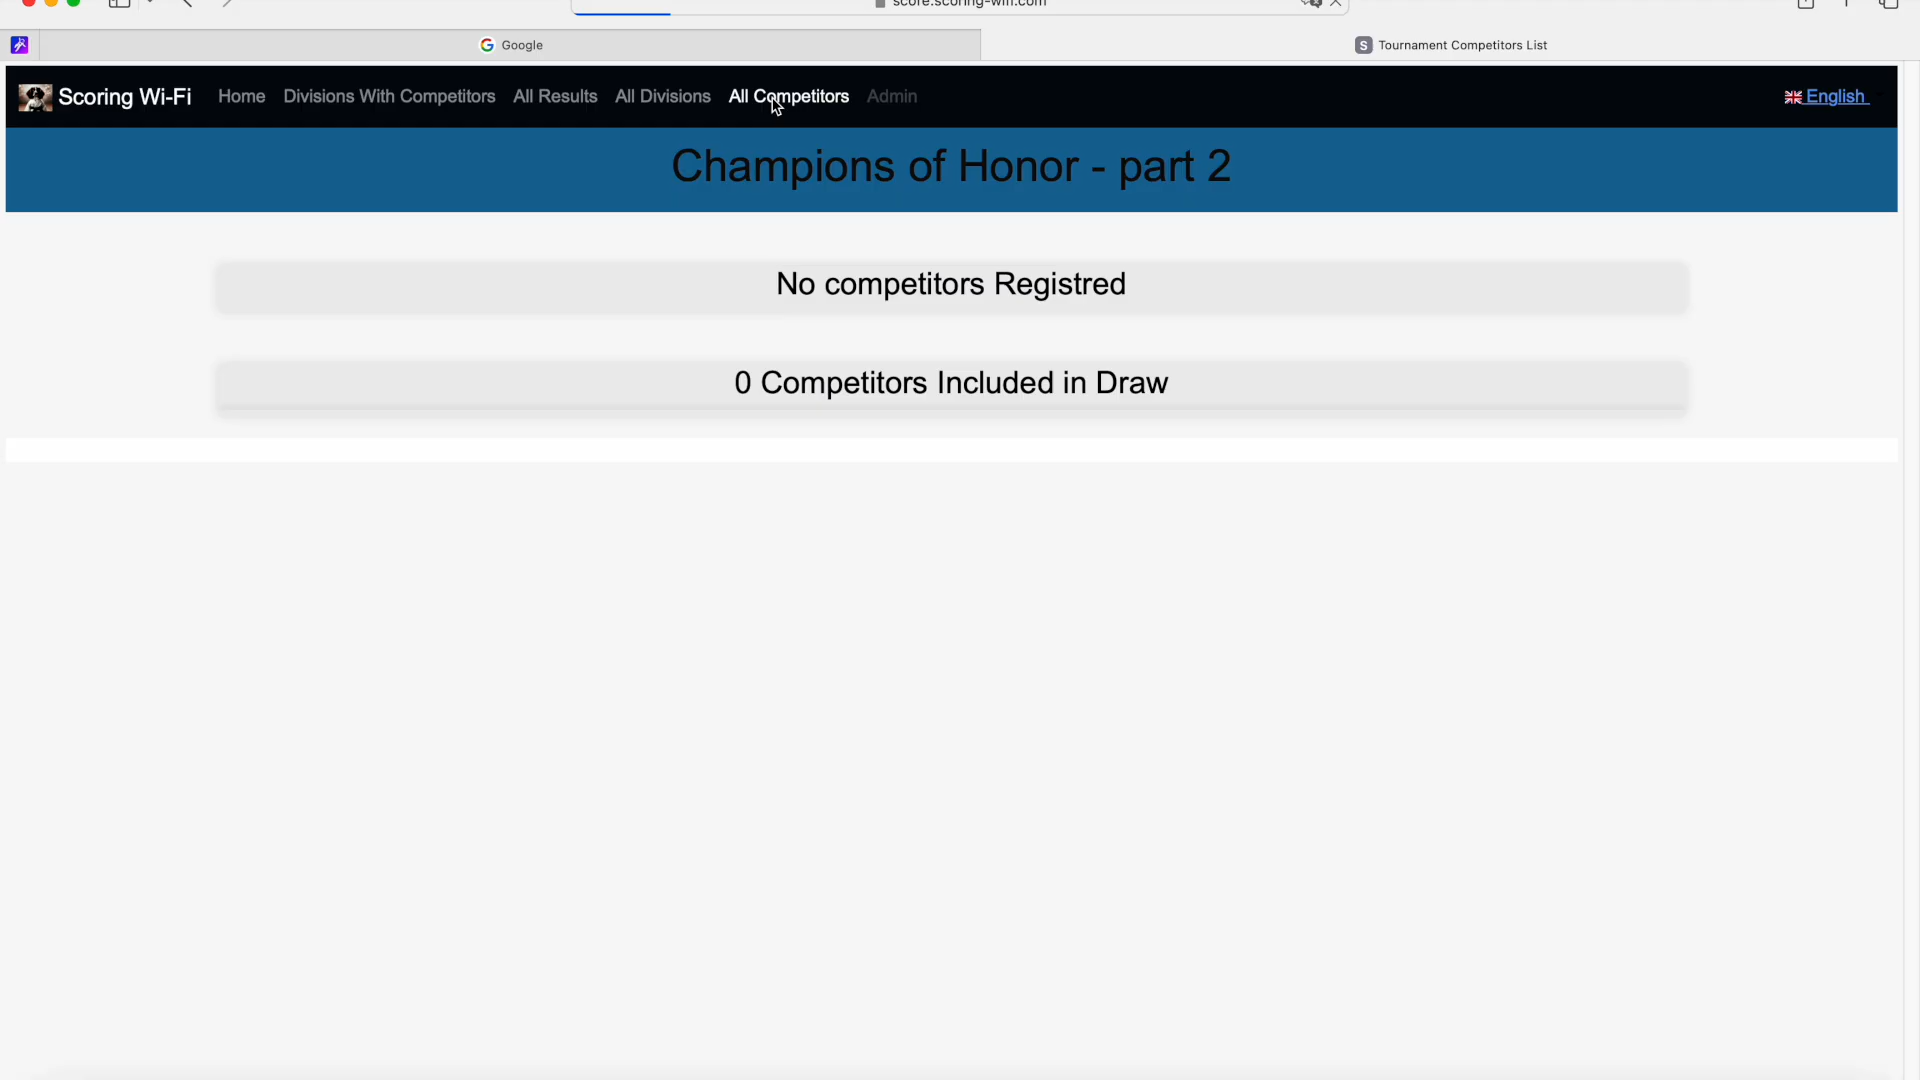 score.scoring-wifi.com
Google
S Tournament Competitors List
Scoring Wi-Fi Home Divisions With Competitors All Results All Divisions All Competitors Admin English
Champions of Honor - part 2
No competitors Registred
0 Competitors Included in Draw